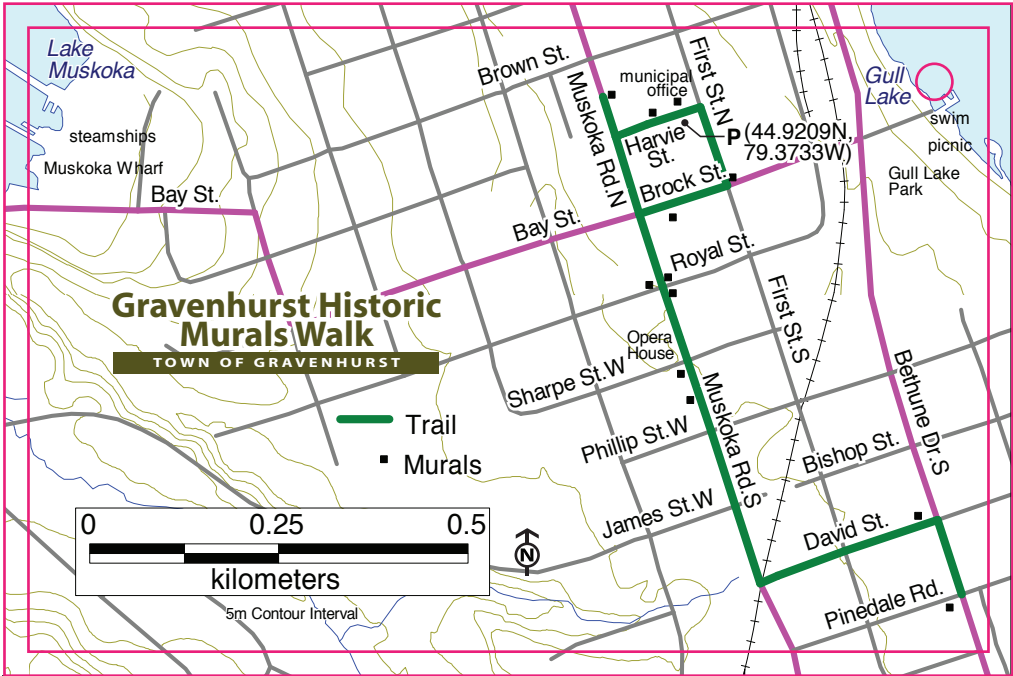 Lake
Muskoka
steamships
Muskoka Wharf
Bay St.
Brown St.
Muskoka Rd.N
municipal
office
First St.N
Harvie
St.
P (44.9209N,
79.3733W)
Brock St.
Gull
Lake
swim
picnic
Gull Lake
Park
Bay St.
Royal St.
First St.S
Gravenhurst Historic
Murals Walk
TOWN OF GRAVENHURST
Opera
House
Sharpe St.W
Muskoka Rd.S
Bethune Dr.S
Trail
Murals
Phillip St.W
Bishop St.
James St.W
David St.
Pinedale Rd.
0 0.25 0.5
kilometers
N
5m Contour Interval